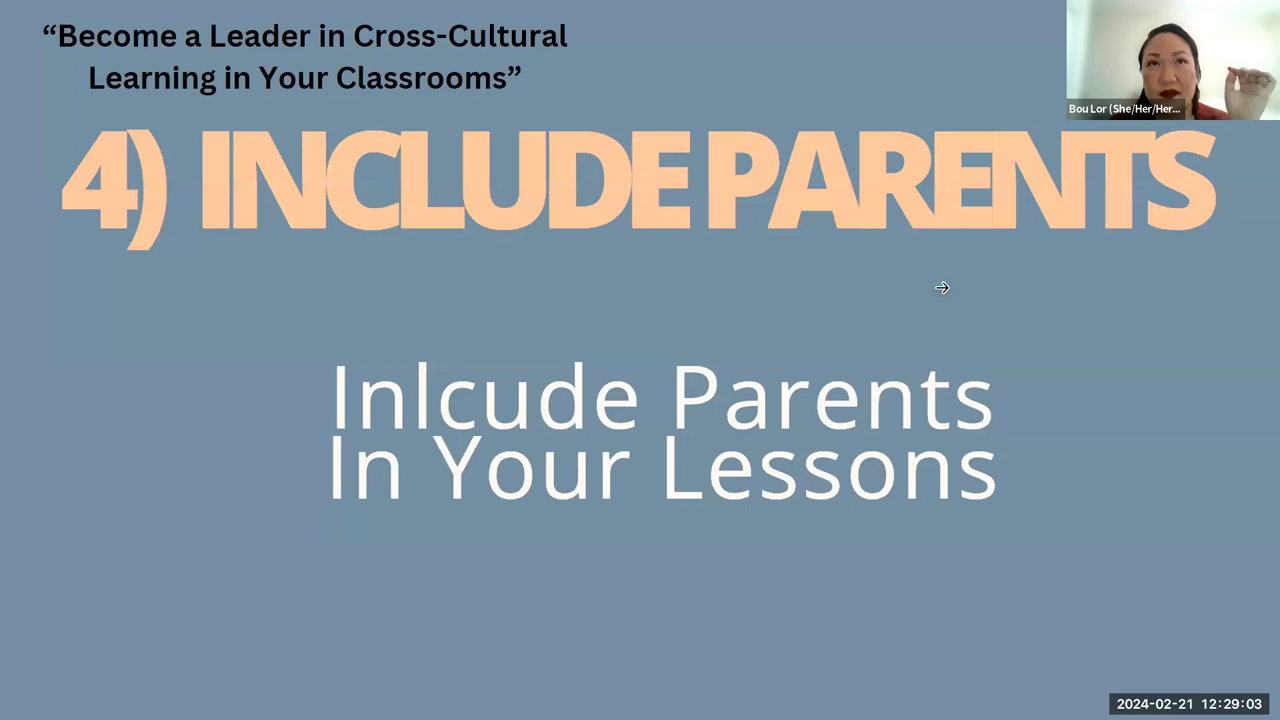 “Become a Leader in Cross-Cultural
Learning in Your Classrooms”
Bou Lor (She/Her/Her...
4) INCLUDE PARENTS
Inlcude Parents
In Your Lessons
2024-02-21 12:29:03